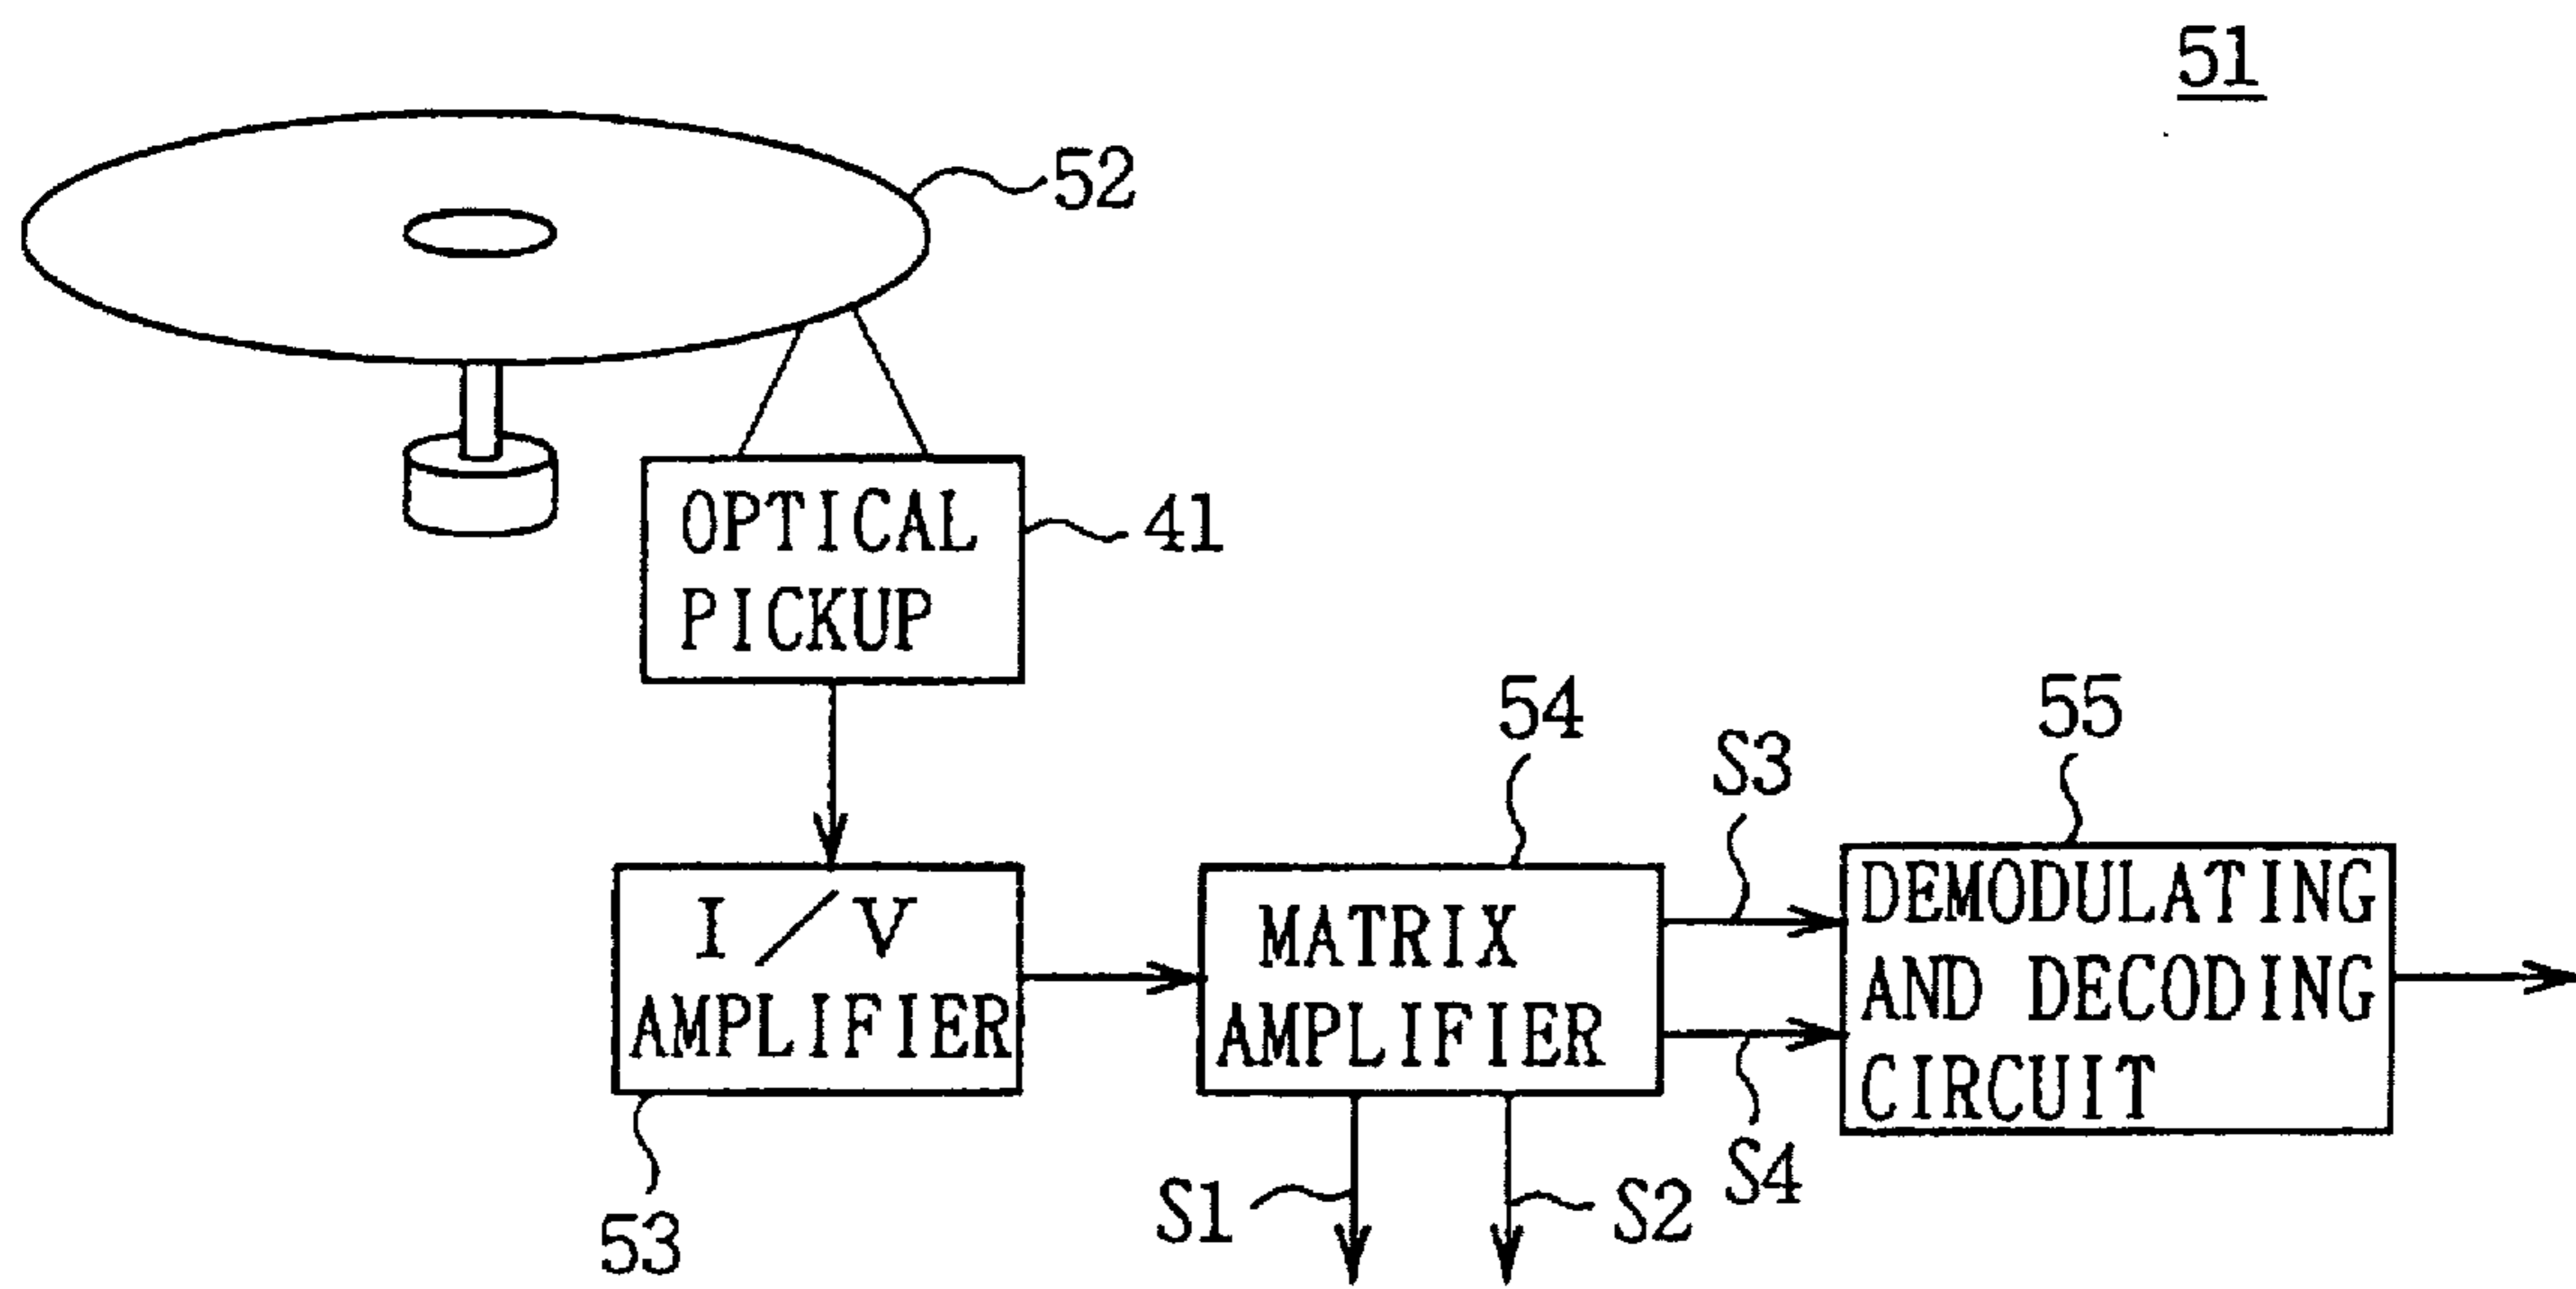 51
52
OPTICAL
PICKUP
41
54
55
S3
I/V
AMPLIFIER
MATRIX
AMPLIFIER
DEMODULATING
AND DECODING
CIRCUIT
S4
S1
S2
53